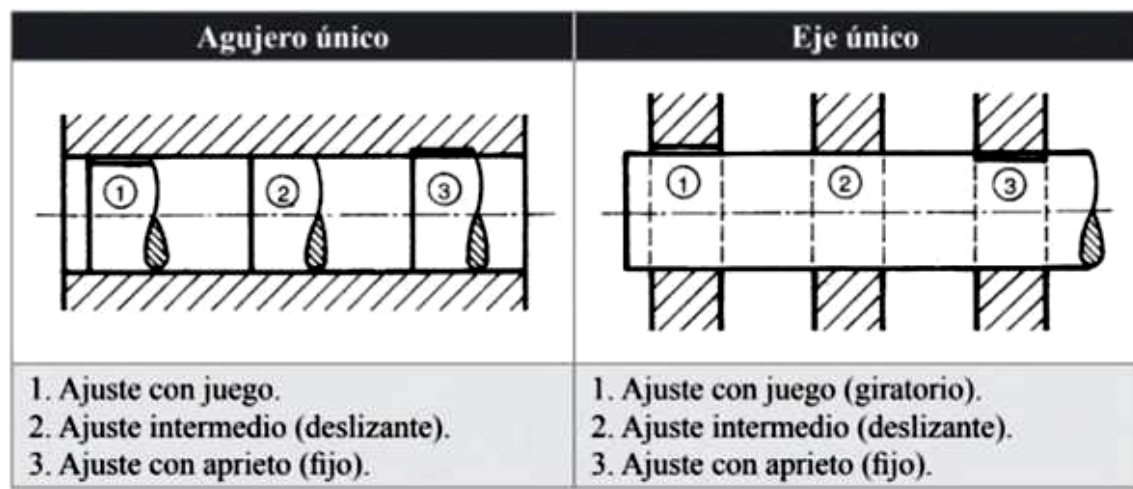 Agujero único
Eje único
1
2
3
1
2
3
1. Ajuste con juego.
2. Ajuste intermedio (deslizante).
3. Ajuste con aprieto (fijo).
1. Ajuste con juego (giratorio).
2. Ajuste intermedio (deslizante).
3. Ajuste con aprieto (fijo).